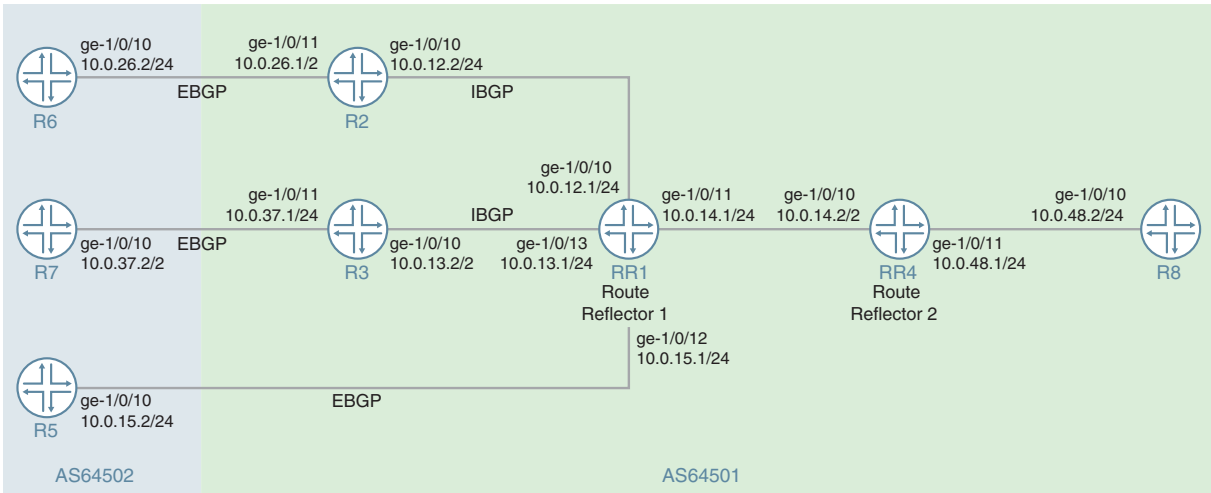 ge-1/0/10
10.0.26.2/24
R6
EBGP
ge-1/0/11
10.0.26.1/2
R2
ge-1/0/10
10.0.12.2/24
IBGP
ge-1/0/10
10.0.12.1/24
ge-1/0/10
10.0.37.2/2
R7
EBGP
ge-1/0/11
10.0.37.1/24
R3
ge-1/0/10
10.0.13.2/2
IBGP
ge-1/0/13
10.0.13.1/24
RR1
Route
Reflector 1
ge-1/0/11
10.0.14.1/24
ge-1/0/10
10.0.14.2/2
RR4
Route
Reflector 2
ge-1/0/11
10.0.48.1/24
ge-1/0/10
10.0.48.2/24
R8
ge-1/0/12
10.0.15.1/24
ge-1/0/10
10.0.15.2/24
R5
EBGP
AS64502
AS64501